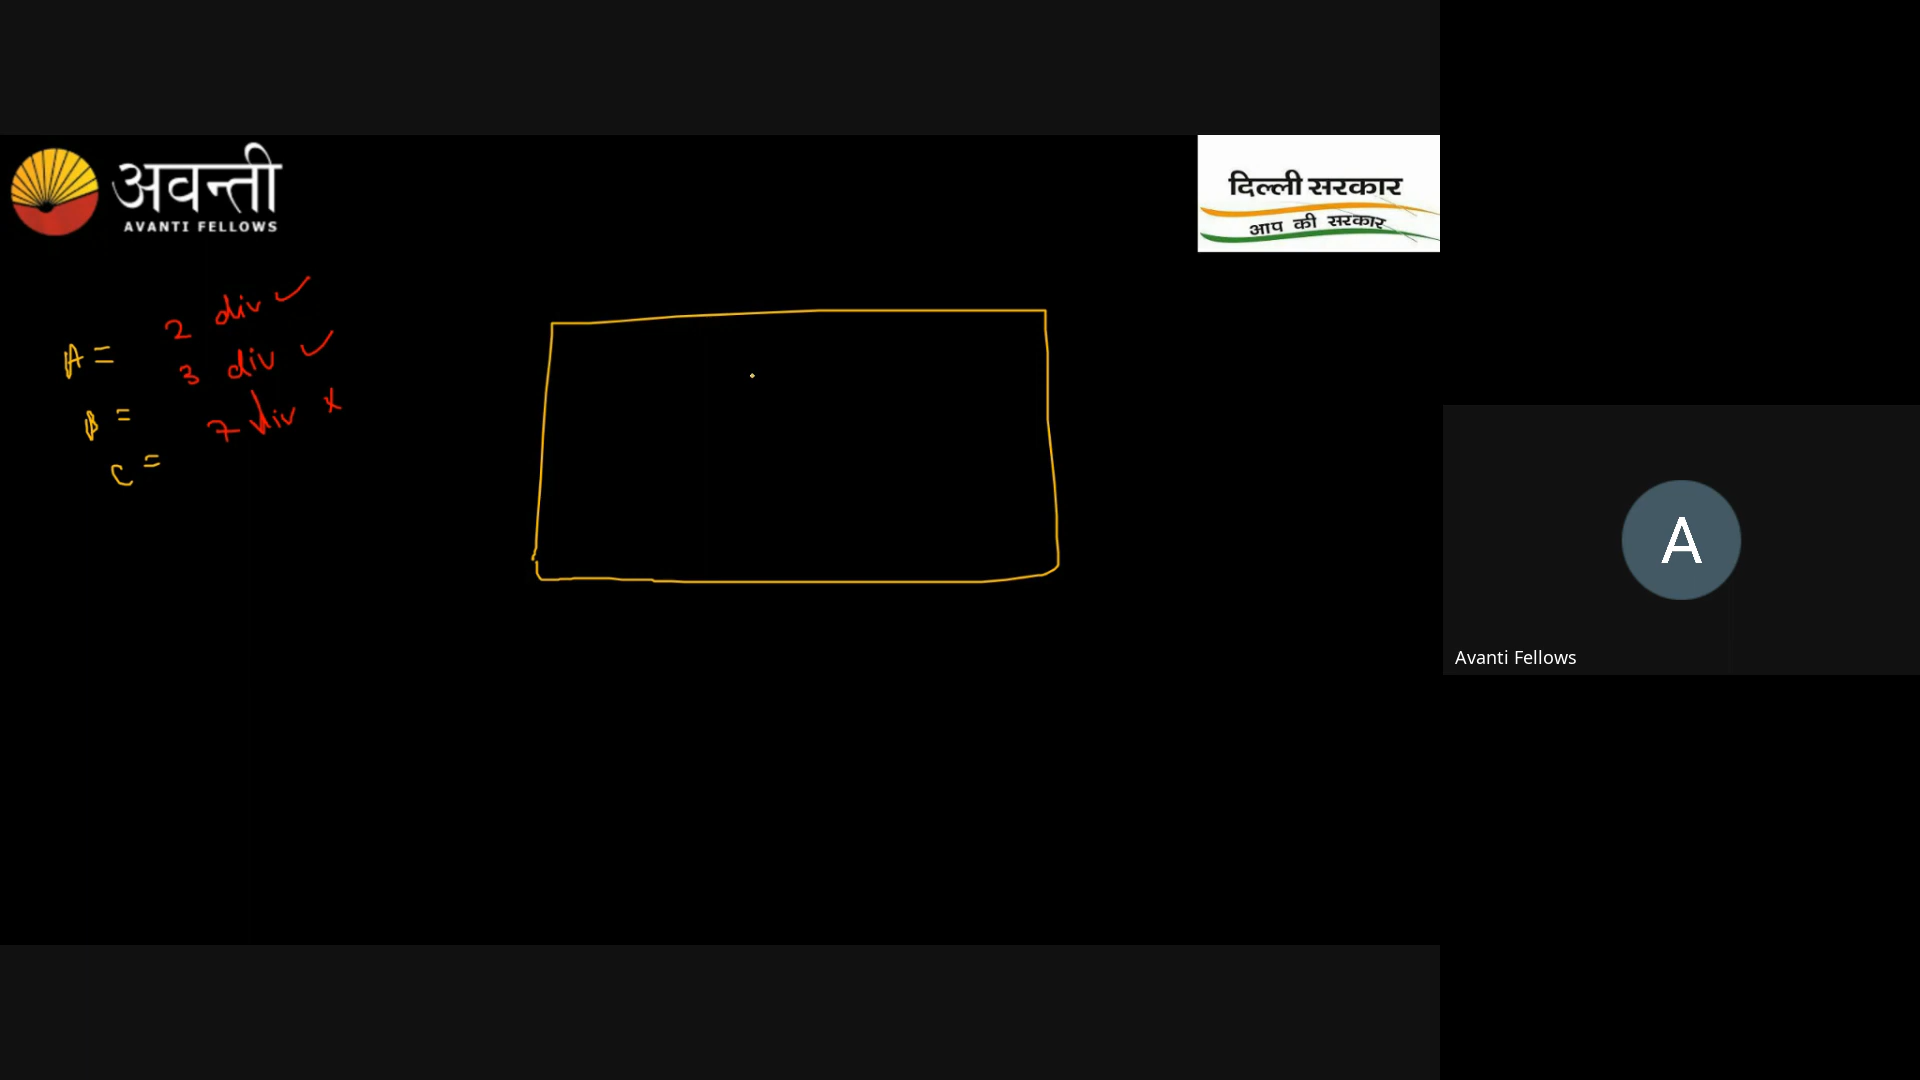 अवन्ती
AVANTI FELLOWS
दिल्ली सरकार
आप की सरकार
A = 2 div ✓
B = 3 div ✓
C = 7 div x
A
Avanti Fellows